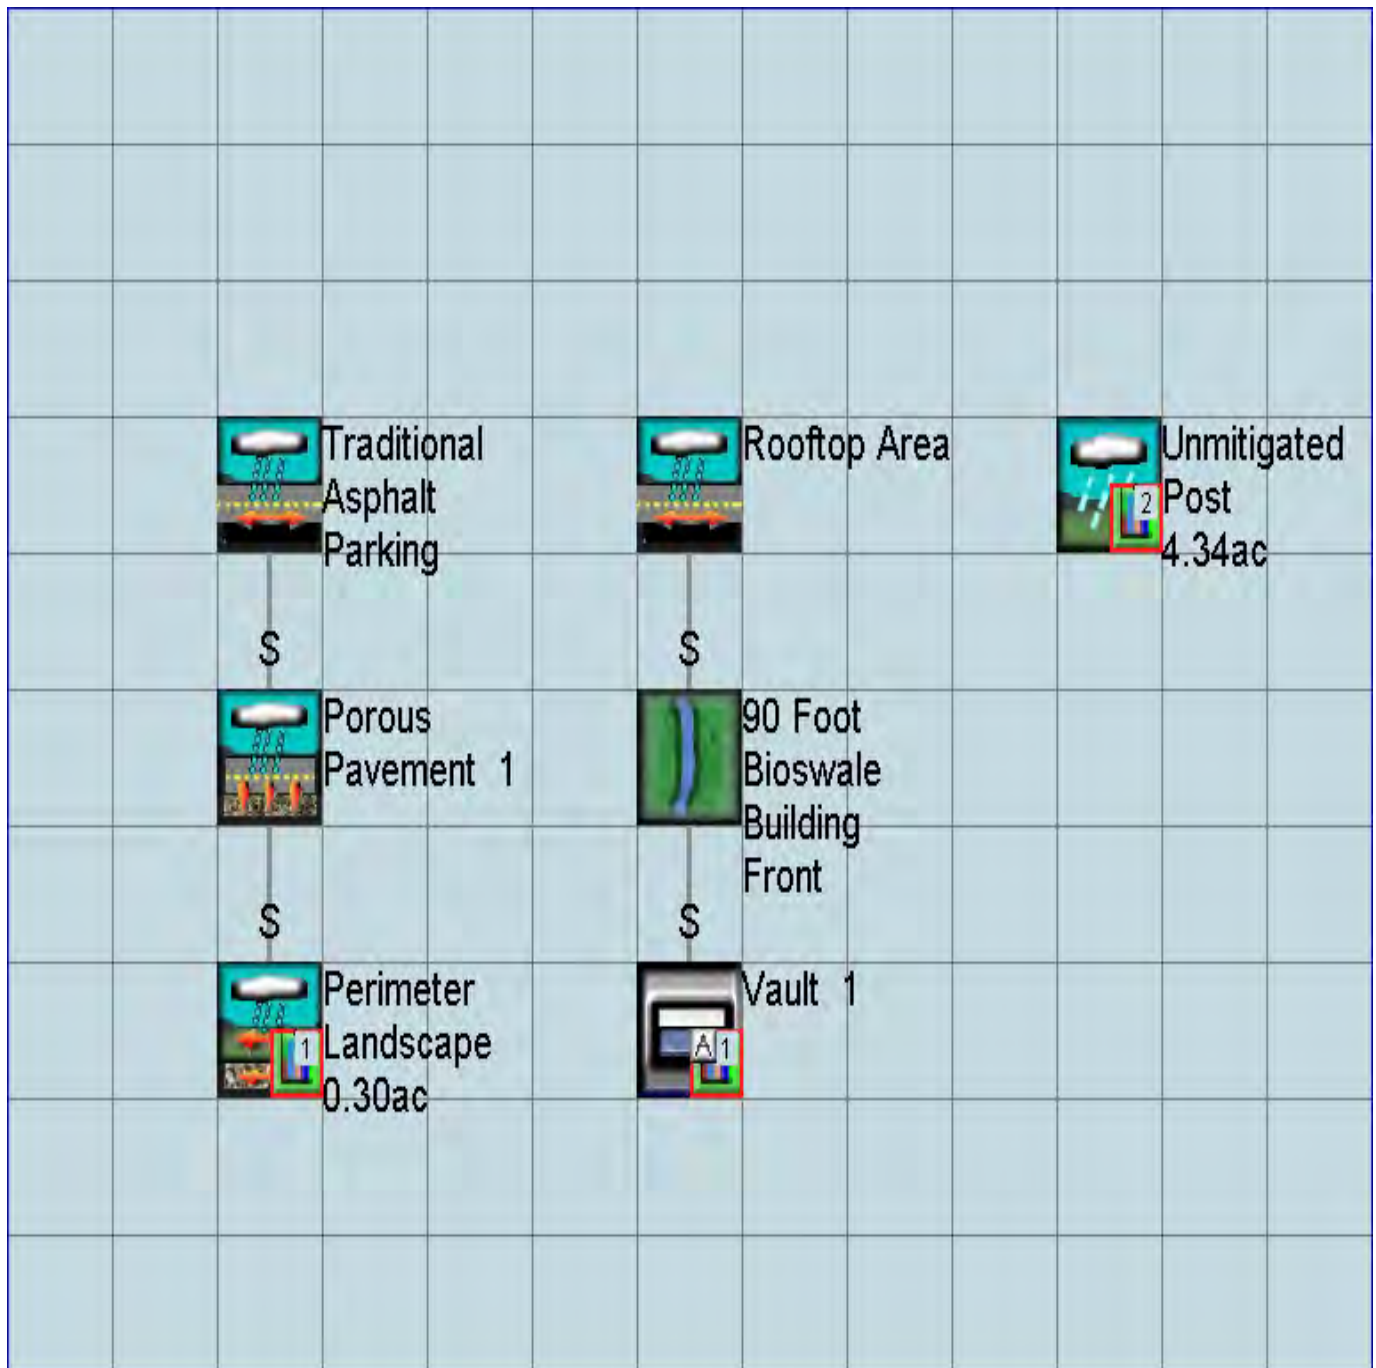 Traditional
Asphalt
Parking
Rooftop Area
Unmitigated
Post
4.34ac
2
S
S
Porous
Pavement 1
90 Foot
Bioswale
Building
Front
S
S
Perimeter
Landscape
0.30ac
1
Vault 1
A 1